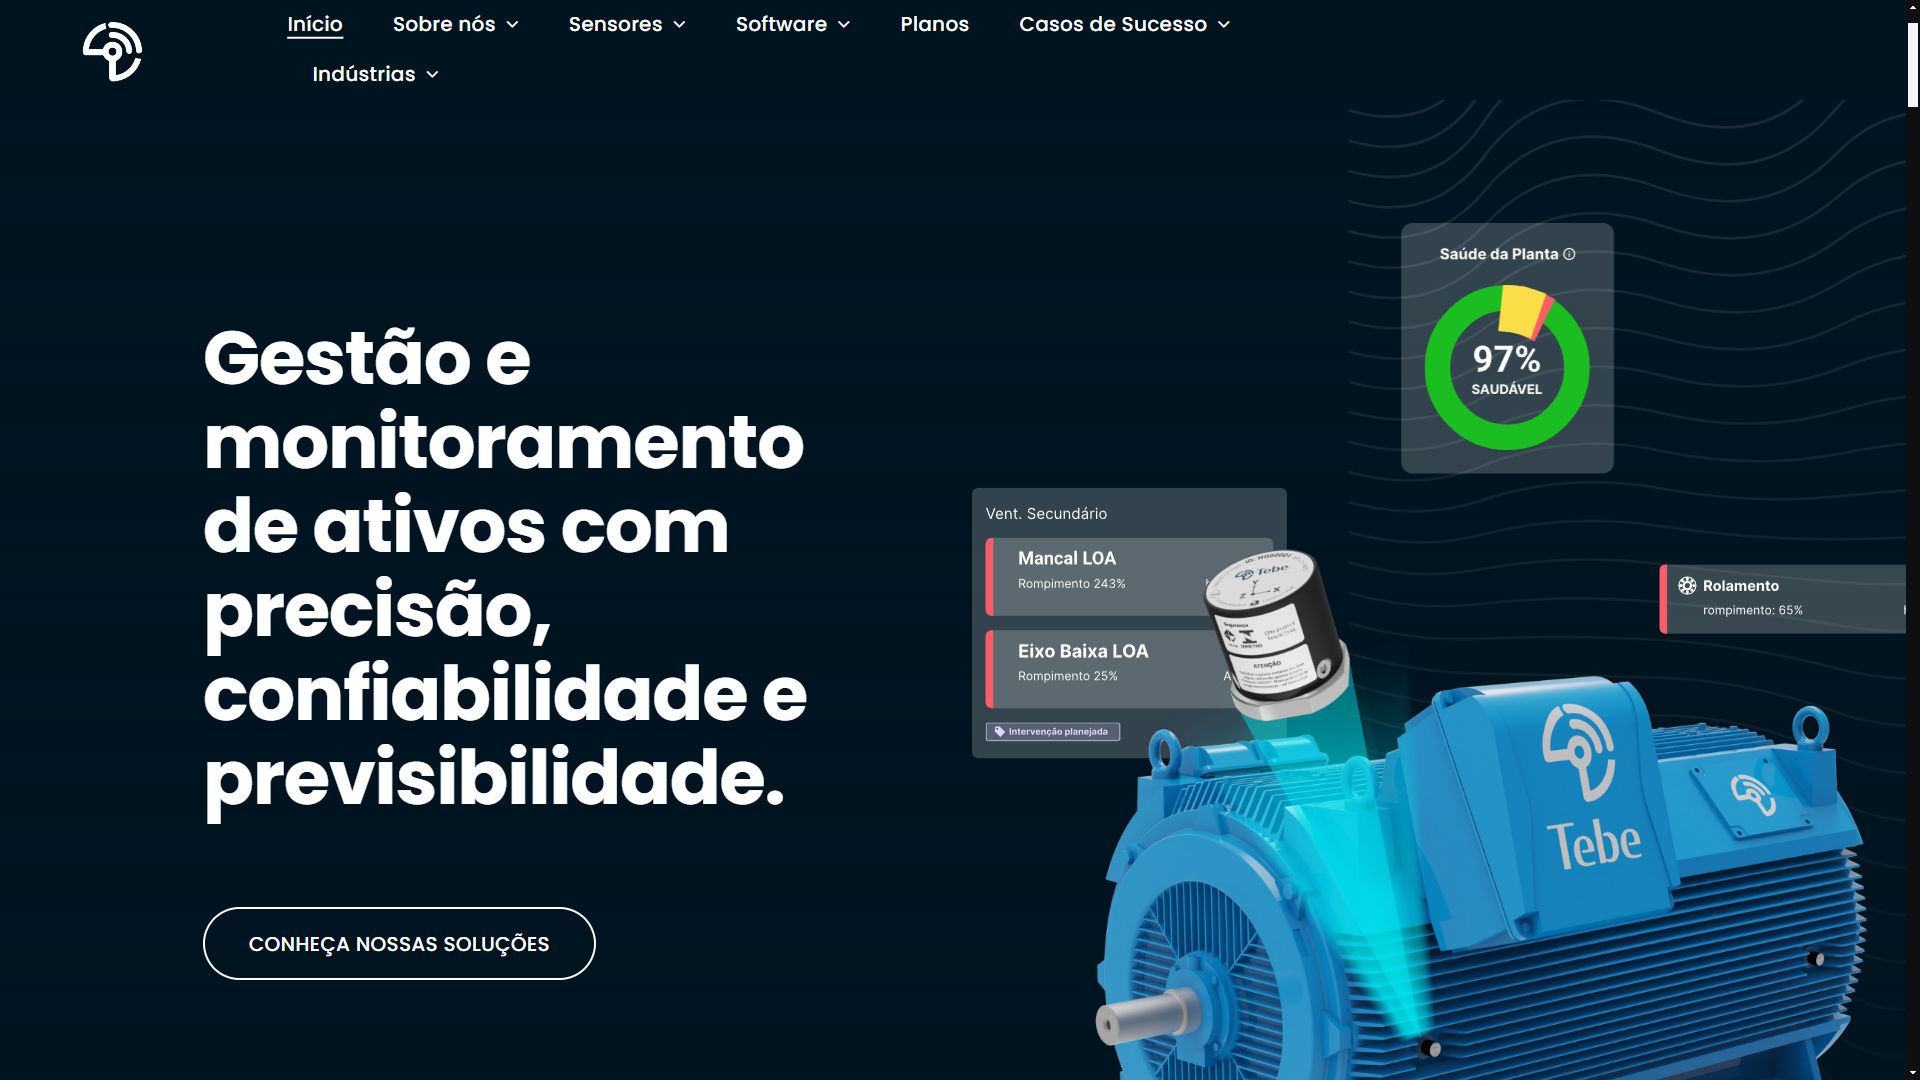 Início
Sobre nós
Sensores
Software
Planos
Casos de Sucesso
Indústrias
Gestão e
monitoramento
de ativos com
precisão,
confiabilidade e
previsibilidade.
CONHEÇA NOSSAS SOLUÇÕES
Saúde da Planta
97%
SAUDÁVEL
Vent. Secundário
Mancal LOA
Rompimento 243%
Eixo Baixa LOA
Rompimento 25%
A
Intervenção planejada
Rolamento
rompimento: 65%
Tebe
Y
Z X
Segurança
ATENÇÃO
Tebe